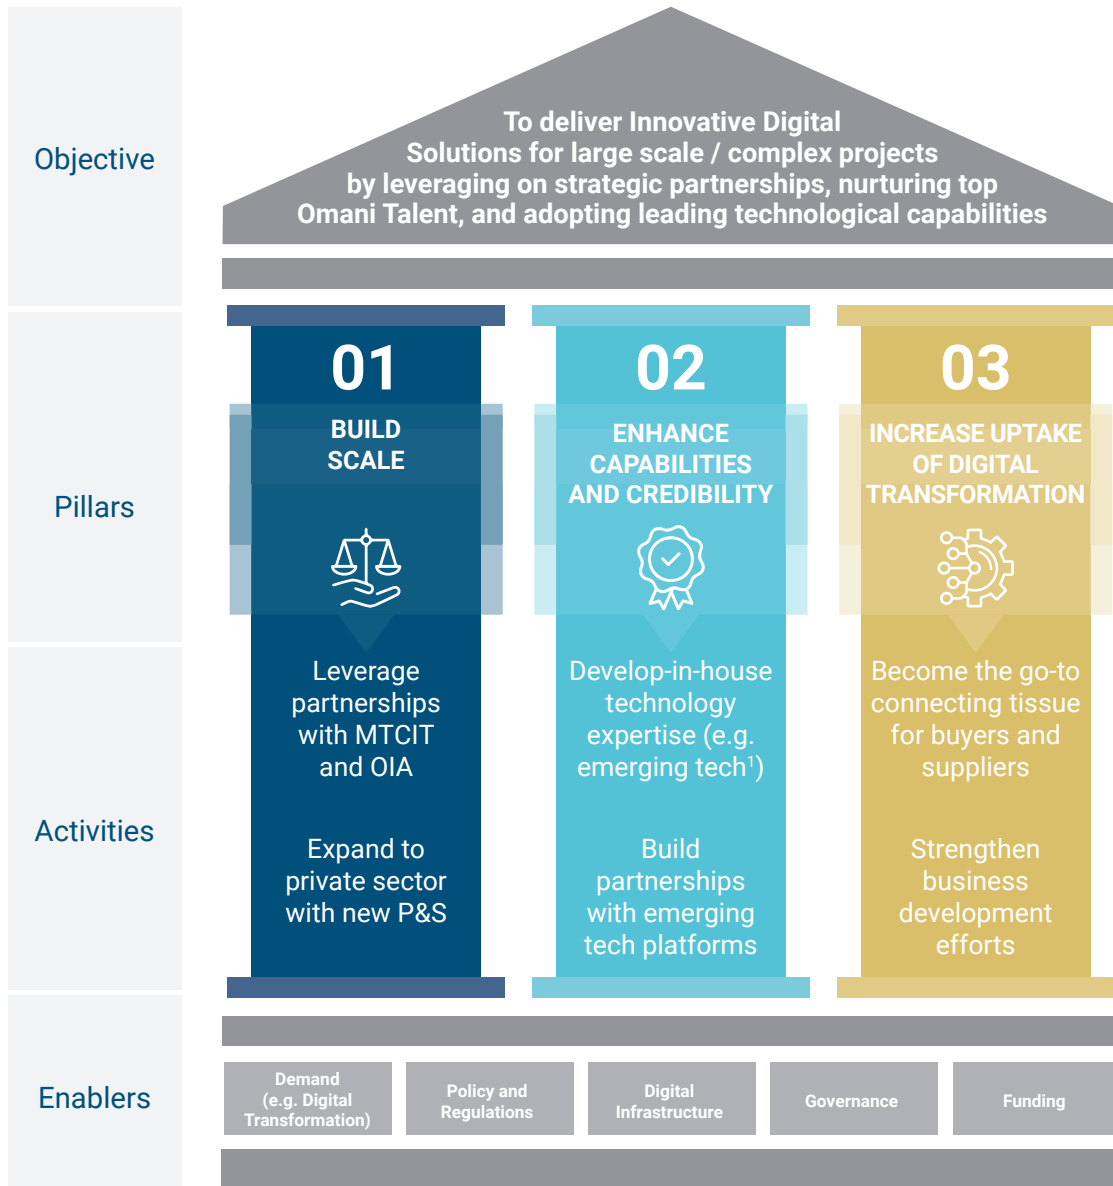 Objective
To deliver Innovative Digital
Solutions for large scale / complex projects
by leveraging on strategic partnerships, nurturing top
Omani Talent, and adopting leading technological capabilities
Pillars
01
BUILD
SCALE
02
ENHANCE
CAPABILITIES
AND CREDIBILITY
03
INCREASE UPTAKE
OF DIGITAL
TRANSFORMATION
Activities
Leverage
partnerships
with MTCIT
and OIA
Expand to
private sector
with new P&S
Develop-in-house
technology
expertise (e.g.
emerging tech¹)
Build
partnerships
with emerging
tech platforms
Become the go-to
connecting tissue
for buyers and
suppliers
Strengthen
business
development
efforts
Enablers
Demand
(e.g. Digital
Transformation)
Policy and
Regulations
Digital
Infrastructure
Governance
Funding